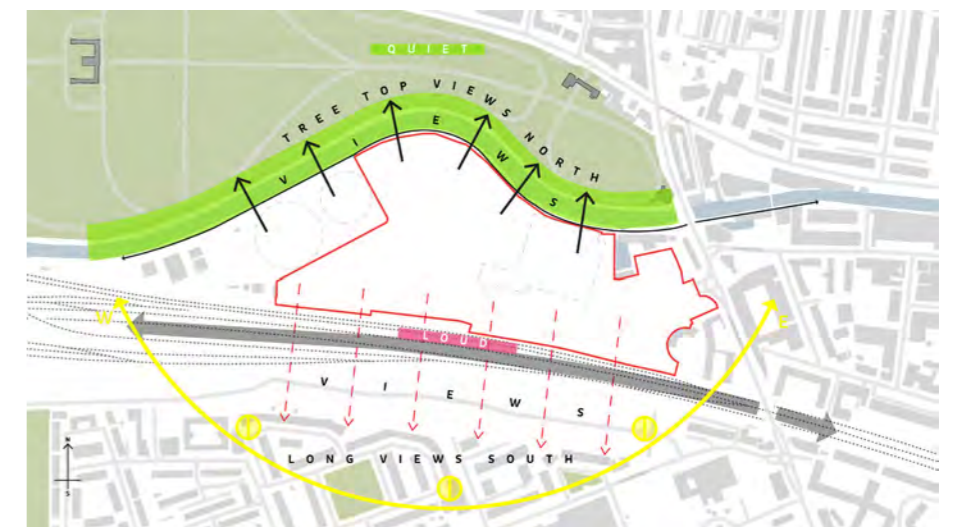 QUIET
TREE TOP VIEWS NORTH
VIEWS
W
E
LOUD
VIEWS
LONG VIEWS SOUTH
N
S